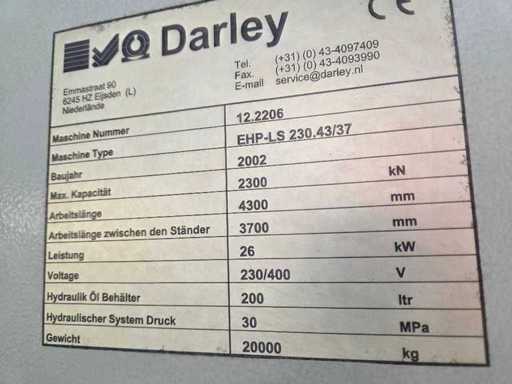 Darley CE
Emmastraat 90
6245 HZ Eijsden (L)
Niederlände
Tel. (+31) (0) 43-4097409
Fax. (+31) (0) 43-4093990
E-mail service@darley.nl
Maschine Nummer 12.2206
Maschine Type EHP-LS 230.43/37
Baujahr 2002
Max. Kapacität 2300 kN
Arbeitslänge 4300 mm
Arbeitslänge zwischen den Ständer 3700 mm
Leistung 26 kW
Voltage 230/400 V
Hydraulik Öl Behälter 200 ltr
Hydraulischer System Druck 30 MPa
Gewicht 20000 kg